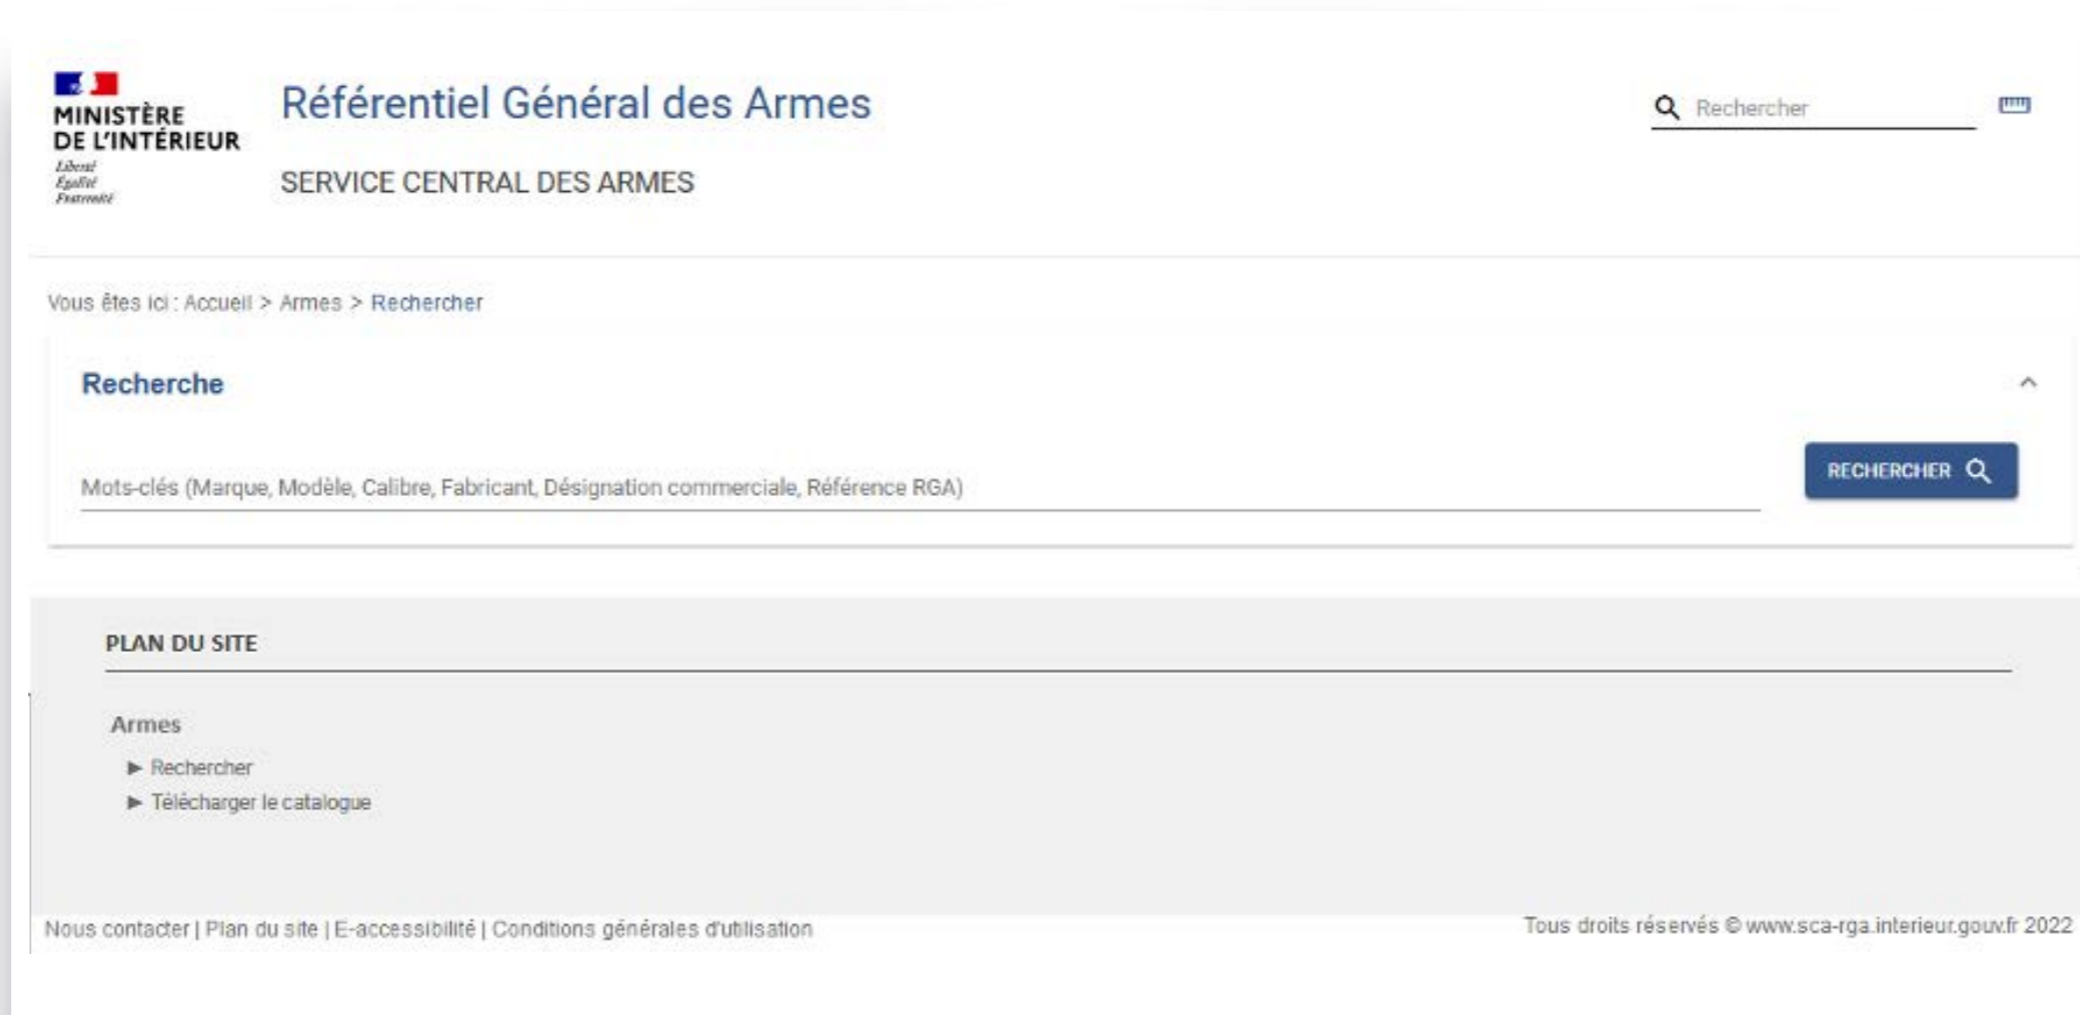 MINISTÈRE
DE L'INTÉRIEUR
Liberté
Égalité
Fraternité
Référentiel Général des Armes
SERVICE CENTRAL DES ARMES
Rechercher
Vous êtes ici : Accueil > Armes > Rechercher
Recherche
Mots-clés (Marque, Modèle, Calibre, Fabricant, Désignation commerciale, Référence RGA)
RECHERCHER
PLAN DU SITE
Armes
► Rechercher
► Télécharger le catalogue
Nous contacter | Plan du site | E-accessibilité | Conditions générales d'utilisation
Tous droits réservés © www.sca-rga.interieur.gouv.fr 2022